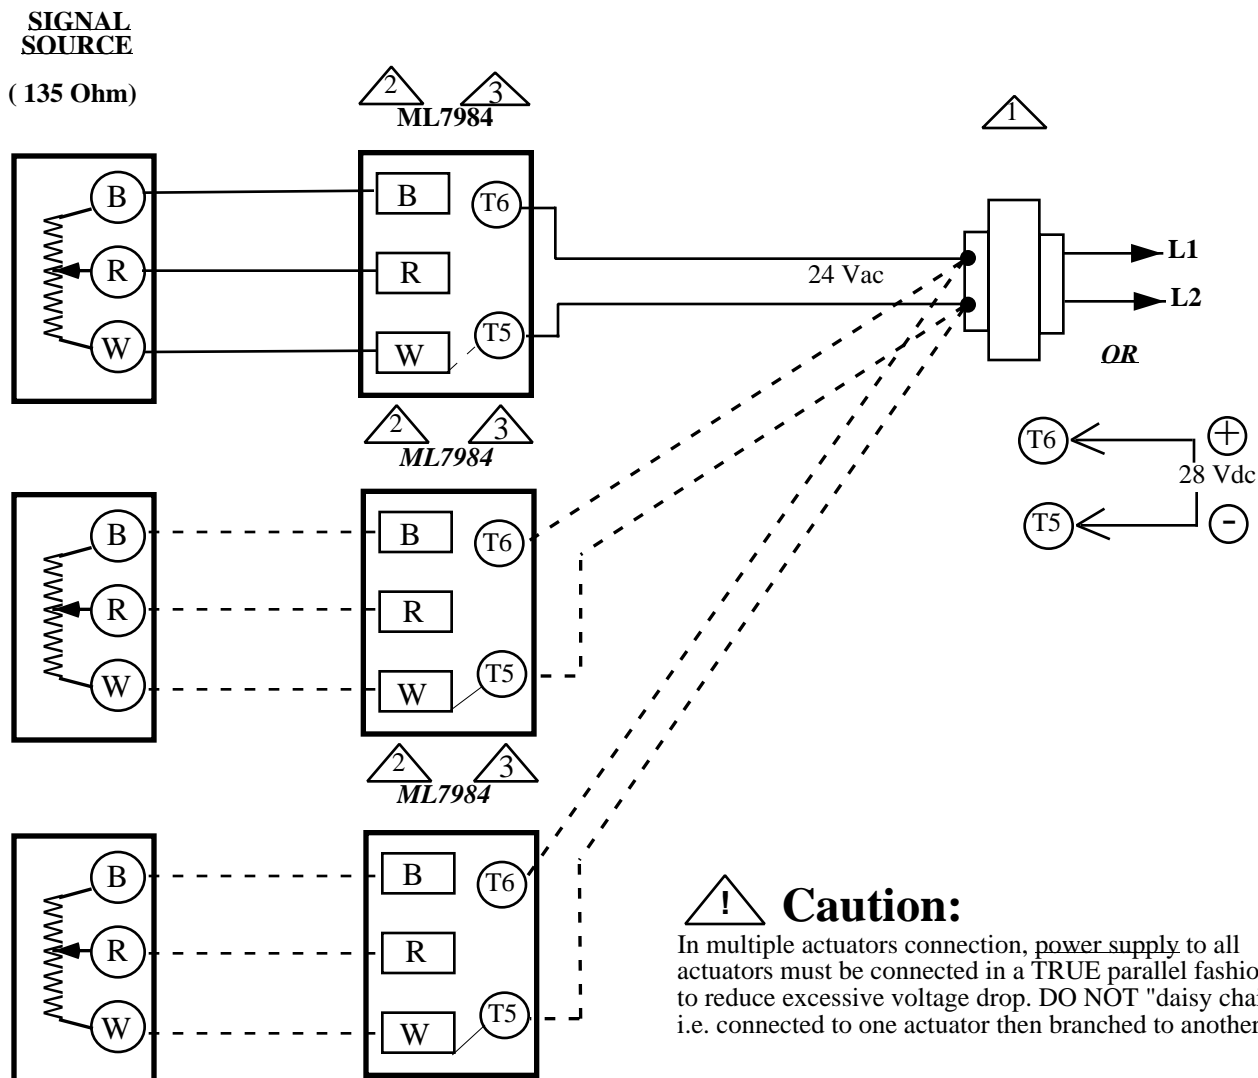 SIGNAL
SOURCE
( 135 Ohm)
2
3
ML7984
1
B
R
W
B
R
W
T6
T5
24 Vac
L1
L2
OR
T6
+
28 Vdc
T5
-
2
3
ML7984
B
R
W
B
R
W
T6
T5
2
3
ML7984
B
R
W
B
R
W
T6
T5
! Caution:
In multiple actuators connection, power supply to all
actuators must be connected in a TRUE parallel fashio
to reduce excessive voltage drop. DO NOT "daisy cha
i.e. connected to one actuator then branched to another